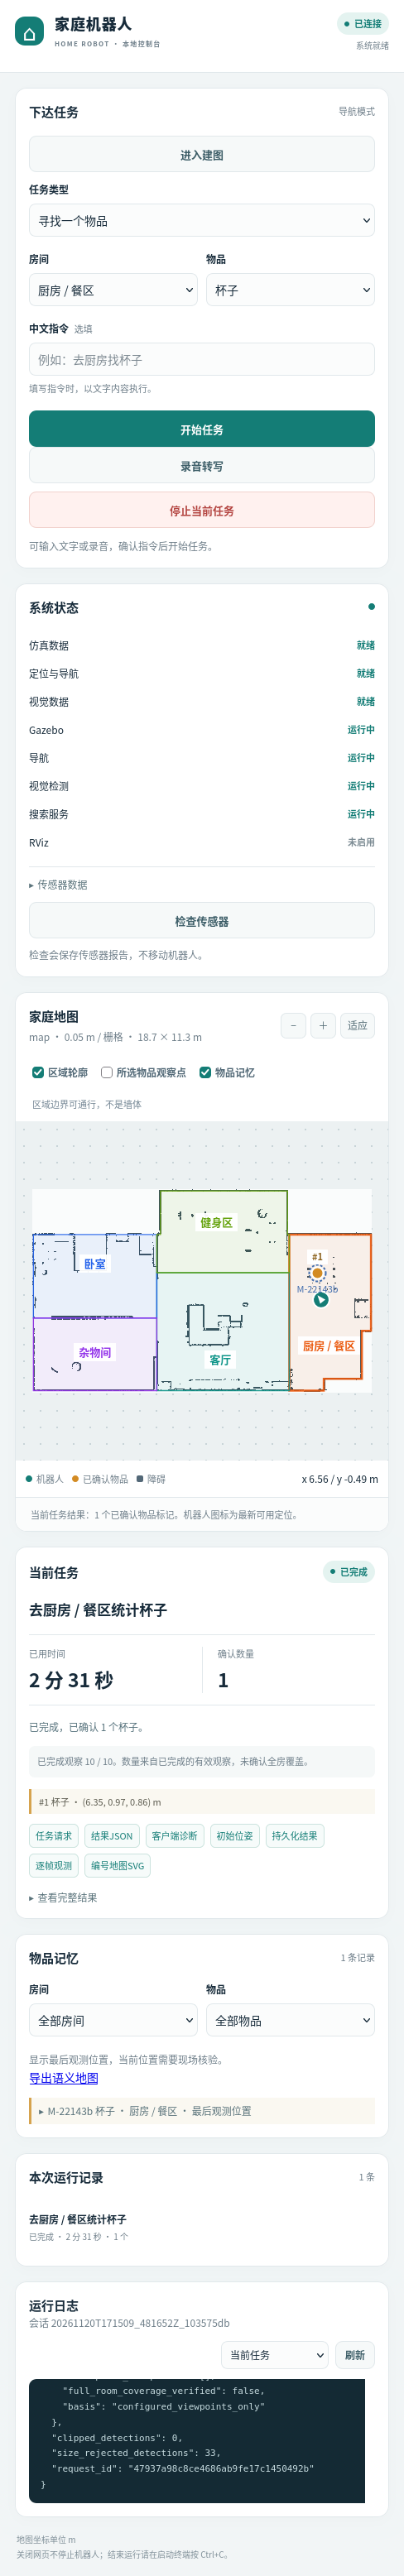 家庭机器人
HOME ROBOT · 本地控制台
已连接
系统就绪
下达任务
导航模式
进入建图
任务类型
寻找一个物品
房间
物品
厨房 / 餐区
杯子
中文指令 选填
例如：去厨房找杯子
填写指令时，以文字内容执行。
开始任务
录音转写
停止当前任务
可输入文字或录音，确认指令后开始任务。
系统状态
仿真数据 就绪
定位与导航 就绪
视觉数据 就绪
Gazebo 运行中
导航 运行中
视觉检测 运行中
搜索服务 运行中
RViz 未启用
▸ 传感器数据
检查传感器
检查会保存传感器报告，不移动机器人。
家庭地图
map · 0.05 m / 栅格 · 18.7 × 11.3 m
− ＋ 适应
区域轮廓 所选物品观察点 物品记忆
区域边界可通行，不是墙体
健身区
卧室
#1
M-22143b
杂物间
客厅
厨房 / 餐区
机器人 已确认物品 障碍
x 6.56 / y -0.49 m
当前任务结果：1 个已确认物品标记。机器人图标为最新可用定位。
当前任务
已完成
去厨房 / 餐区统计杯子
已用时间
2 分 31 秒
确认数量
1
已完成，已确认 1 个杯子。
已完成观察 10 / 10。数量来自已完成的有效观察，未确认全房覆盖。
#1 杯子 · (6.35, 0.97, 0.86) m
任务请求 结果JSON 客户端诊断 初始位姿 持久化结果
逐帧观测 编号地图SVG
▸ 查看完整结果
物品记忆
1 条记录
房间
物品
全部房间
全部物品
显示最后观测位置，当前位置需要现场核验。
导出语义地图
▸ M-22143b 杯子 · 厨房 / 餐区 · 最后观测位置
本次运行记录
1 条
去厨房 / 餐区统计杯子
已完成 · 2 分 31 秒 · 1 个
运行日志
会话 20261120T171509_481652Z_103575db
当前任务
刷新
"full_room_coverage_verified": false,
"basis": "configured_viewpoints_only"
},
"clipped_detections": 0,
"size_rejected_detections": 33,
"request_id": "47937a98c8ce4686ab9fe17c1450492b"
}
地图坐标单位 m
关闭网页不停止机器人；结束运行请在启动终端按 Ctrl+C。